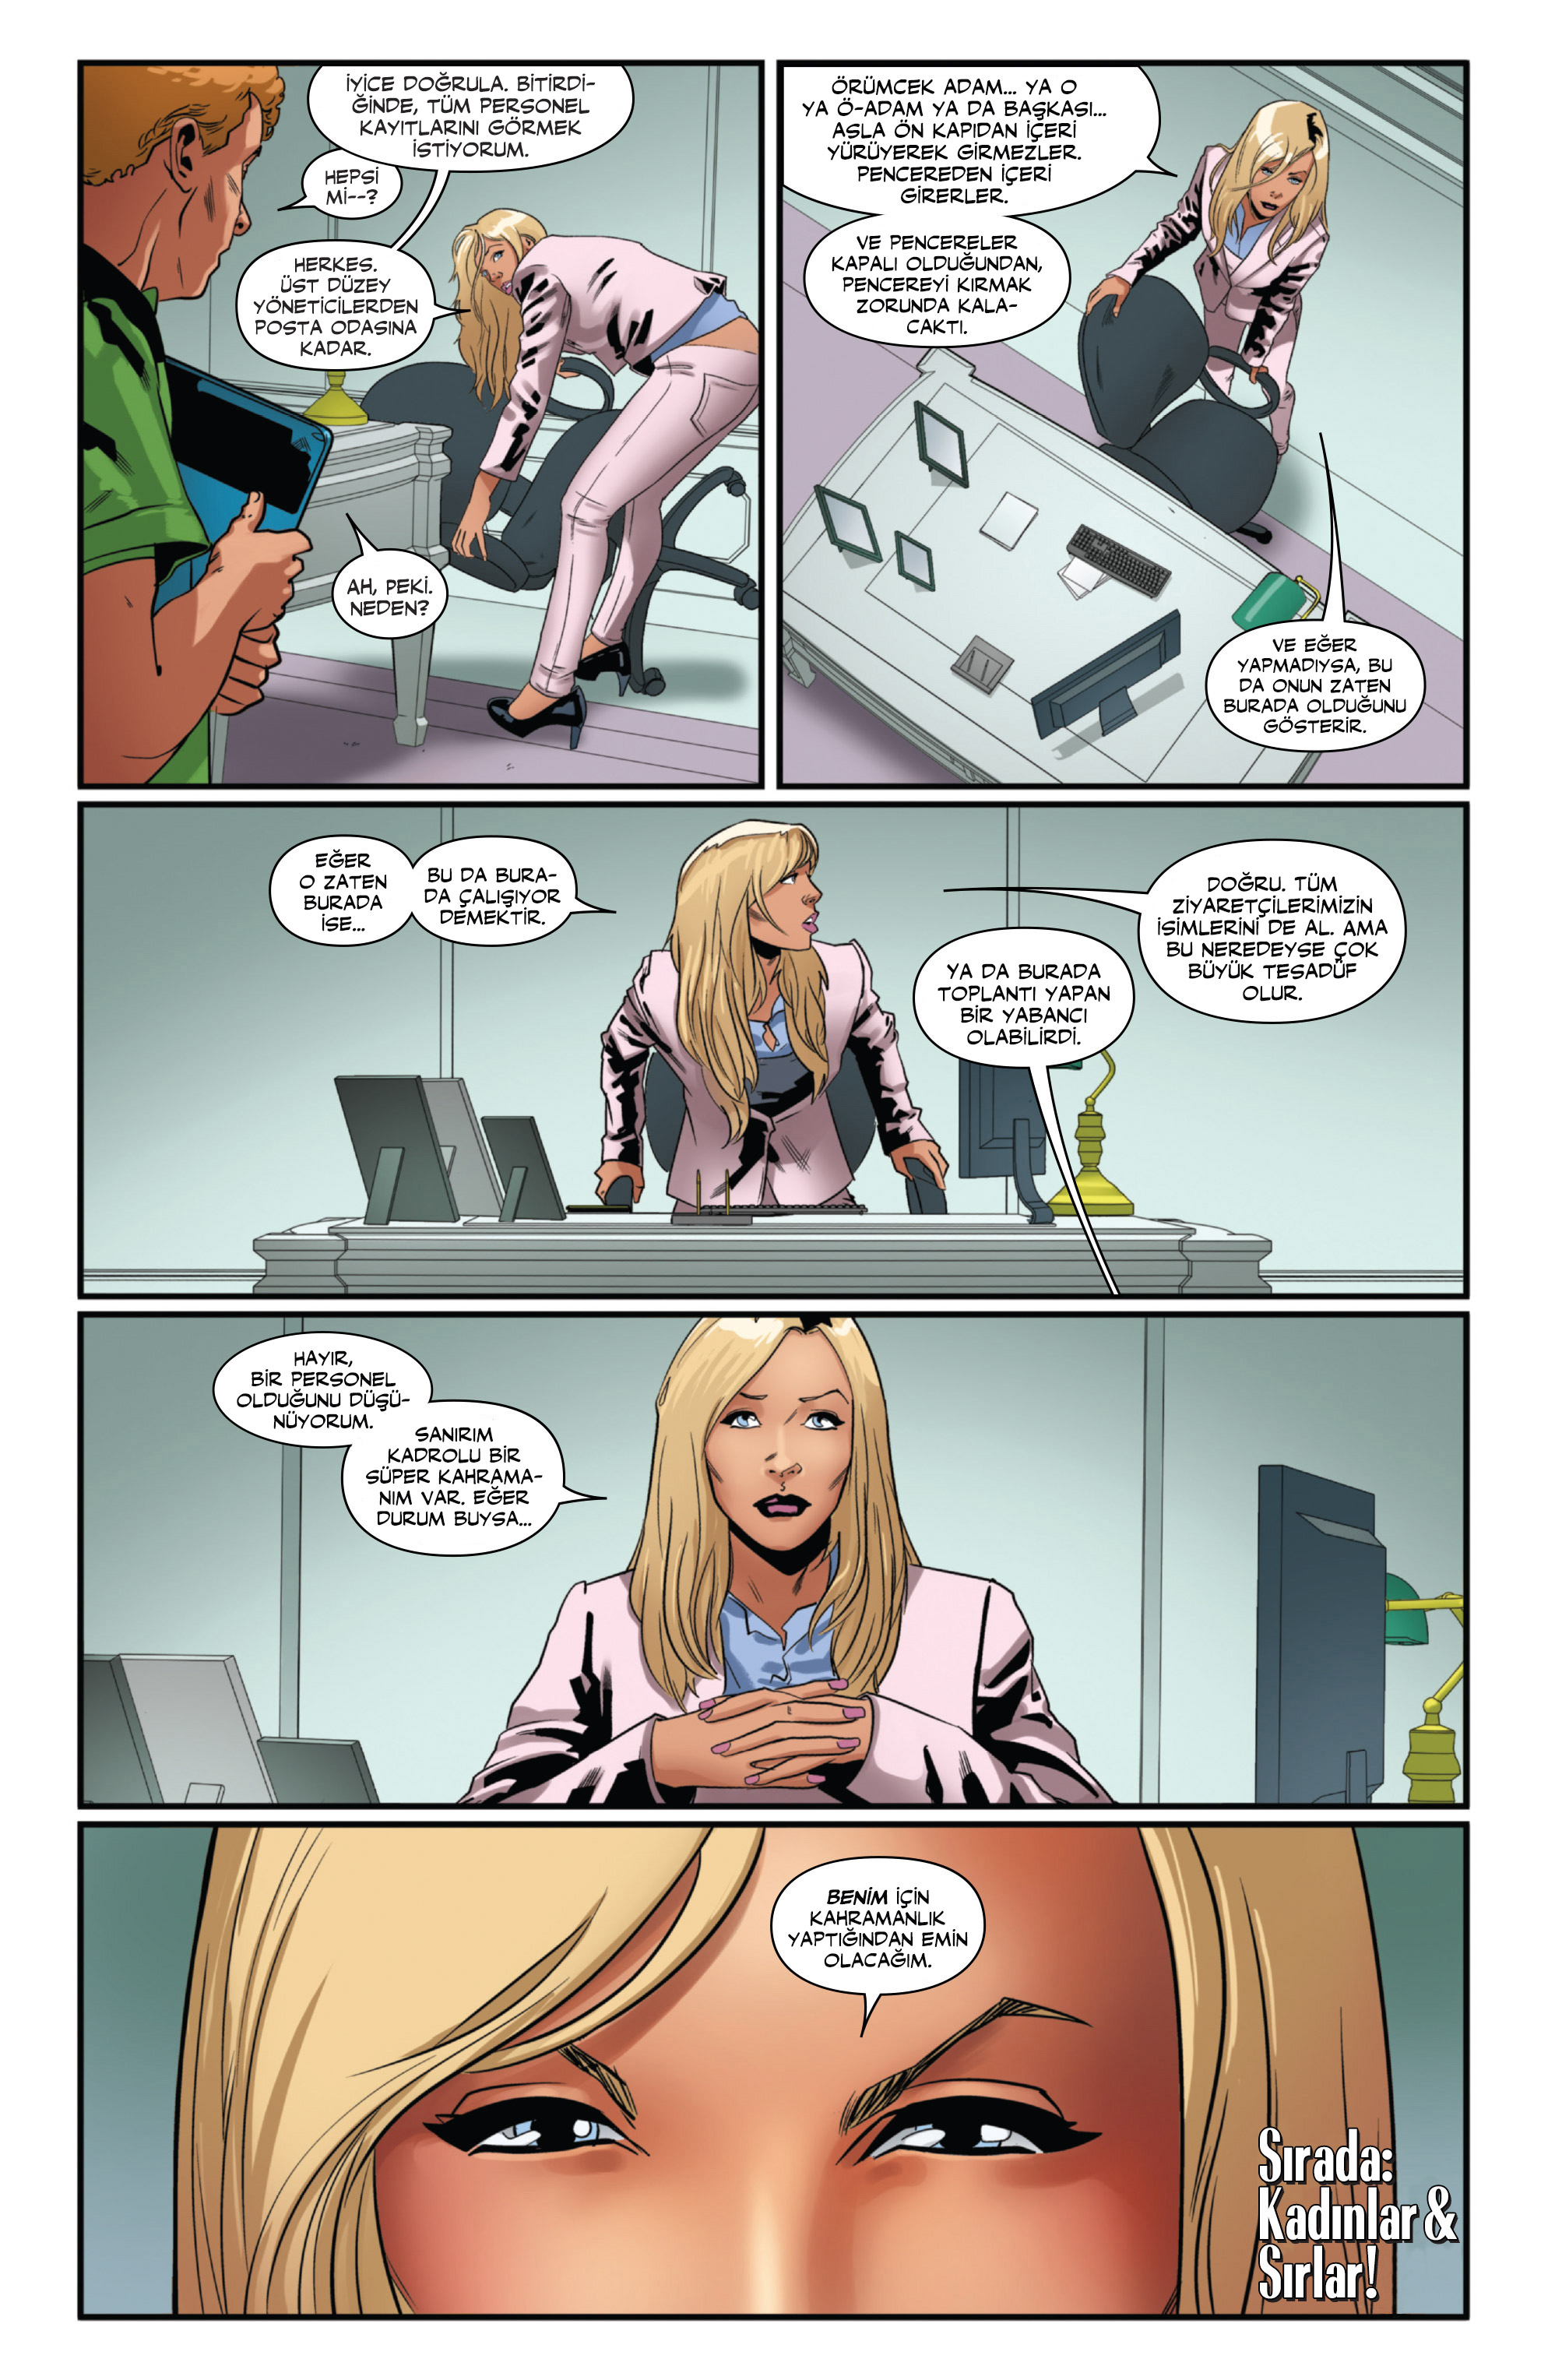 İYİCE DOĞRULA. BİTİRDİ-
ĞİNDE, TÜM PERSONEL
KAYITLARINI GÖRMEK
İSTİYORUM.
HEPSİ
Mİ--?
HERKES.
ÜST DÜZEY
YÖNETİCİLERDEN
POSTA ODASINA
KADAR.
AH, PEKİ.
NEDEN?
ÖRÜMCEK ADAM... YA O
YA Ö-ADAM YA DA BAŞKASI...
ASLA ÖN KAPIDAN İÇERİ
YÜRÜYEREK GİRMEZLER.
PENCEREDEN İÇERİ
GİRERLER.
VE PENCERELER
KAPALI OLDUĞUNDAN,
PENCEREYİ KIRMAK
ZORUNDA KALA-
CAKTI.
VE EĞER
YAPMADIYSA, BU
DA ONUN ZATEN
BURADA OLDUĞUNU
GÖSTERİR.
EĞER
O ZATEN
BURADA
İSE...
BU DA BURA-
DA ÇALIŞIYOR
DEMEKTİR.
YA DA BURADA
TOPLANTI YAPAN
BİR YABANCI
OLABİLİRDİ.
DOĞRU. TÜM
ZİYARETÇİLERİMİZİN
İSİMLERİNİ DE AL. AMA
BU NEREDEYSE ÇOK
BÜYÜK TESADÜF
OLUR.
HAYIR,
BİR PERSONEL
OLDUĞUNU DÜŞÜ-
NÜYORUM.
SANIRIM
KADROLU BİR
SÜPER KAHRAMA-
NIM VAR. EĞER
DURUM BUYSA...
BENİM İÇİN
KAHRAMANLIK
YAPTIĞINDAN EMİN
OLACAĞIM.
Sırada:
Kadınlar &
Sırlar!